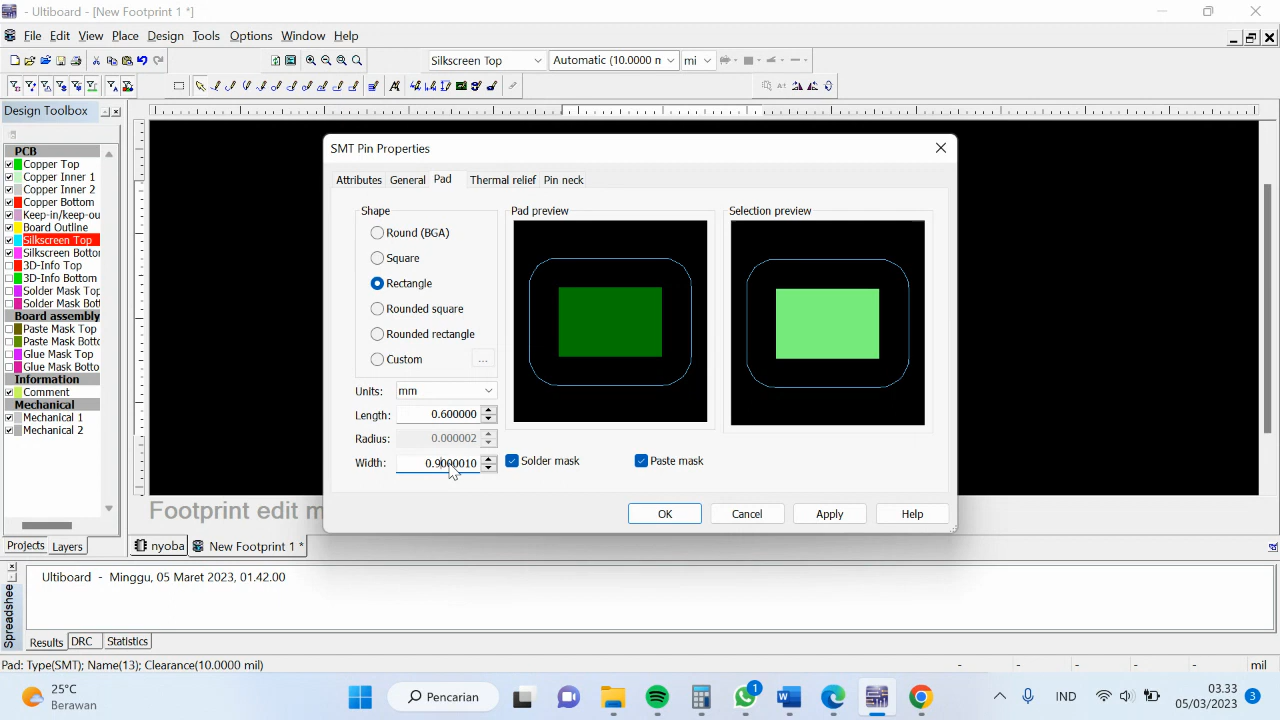 - Ultiboard - [New Footprint 1 *]
File Edit View Place Design Tools Options Window Help
Silkscreen Top Automatic (10.0000 n mi
Design Toolbox
PCB
Copper Top
Copper Inner 1
Copper Inner 2
Copper Bottom
Keep-in/keep-ou
Board Outline
Silkscreen Top
Silkscreen Bottor
3D-Info Top
3D-Info Bottom
Solder Mask Top
Solder Mask Bott
Board assembly
Paste Mask Top
Paste Mask Bott
Glue Mask Top
Glue Mask Bott
Information
Comment
Mechanical
Mechanical 1
Mechanical 2
Projects Layers
SMT Pin Properties
Attributes General Pad Thermal relief Pin neck
Shape
Round (BGA)
Square
Rectangle
Rounded square
Rounded rectangle
Custom ...
Units: mm
Length: 0.600000
Radius: 0.000002
Width: 0.9000010
Pad preview
Selection preview
Solder mask Paste mask
OK Cancel Apply Help
Footprint edit m
nyoba New Footprint 1 *
Spreadshee
Ultiboard - Minggu, 05 Maret 2023, 01.42.00
Results DRC Statistics
Pad: Type(SMT); Name(13); Clearance(10.0000 mil) - - - - - mil
25°C
Berawan
Pencarian
1
IND
03.33
05/03/2023
3